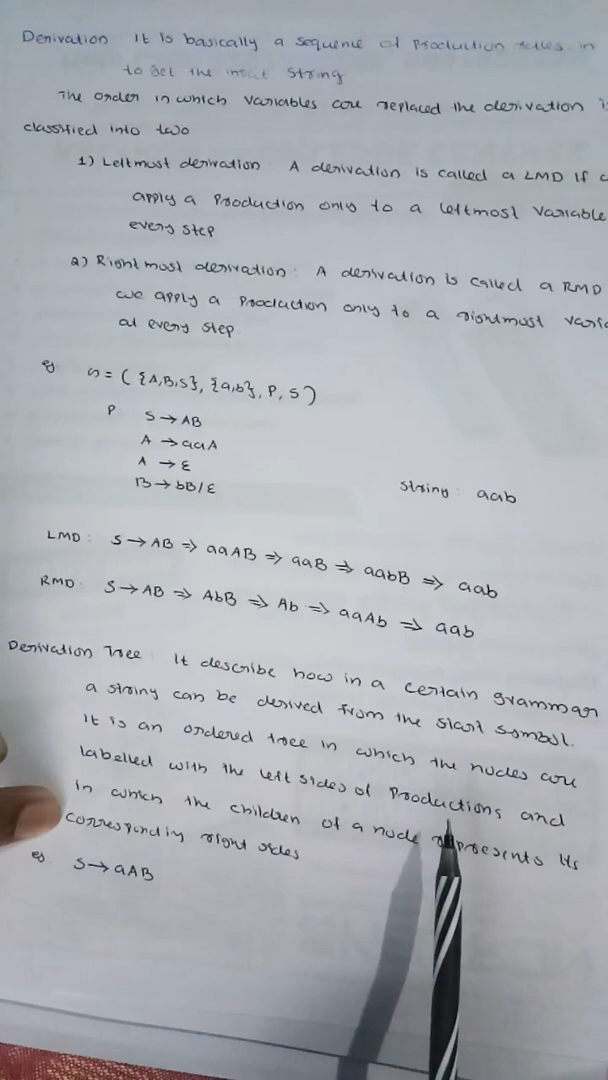 Derivation It is basically a sequence of production rules in
to get the input string
The order in which variables are replaced the derivation is
classified into two
1) Leftmost derivation A derivation is called a LMD if
apply a production only to a leftmost variable
every step
2) Rightmost derivation: A derivation is called a RMD
we apply a production only to a rightmost
at every step
eg G = ( {A,B,S}, {a,b}, P, S )
P S → AB
A → aaA
A → ε
B → bB/ε String: aab
LMD: S → AB ⇒ aaAB ⇒ aaB ⇒ aabB ⇒ aab
RMD: S → AB ⇒ AbB ⇒ Ab ⇒ aaAb ⇒ aab
Derivation Tree: It describe how in a certain grammar
a string can be derived from the start symbol.
It is an ordered tree in which the nodes are
labelled with the left sides of productions and
in which the children of a node represents its
corresponding right sides
eg S → aAB